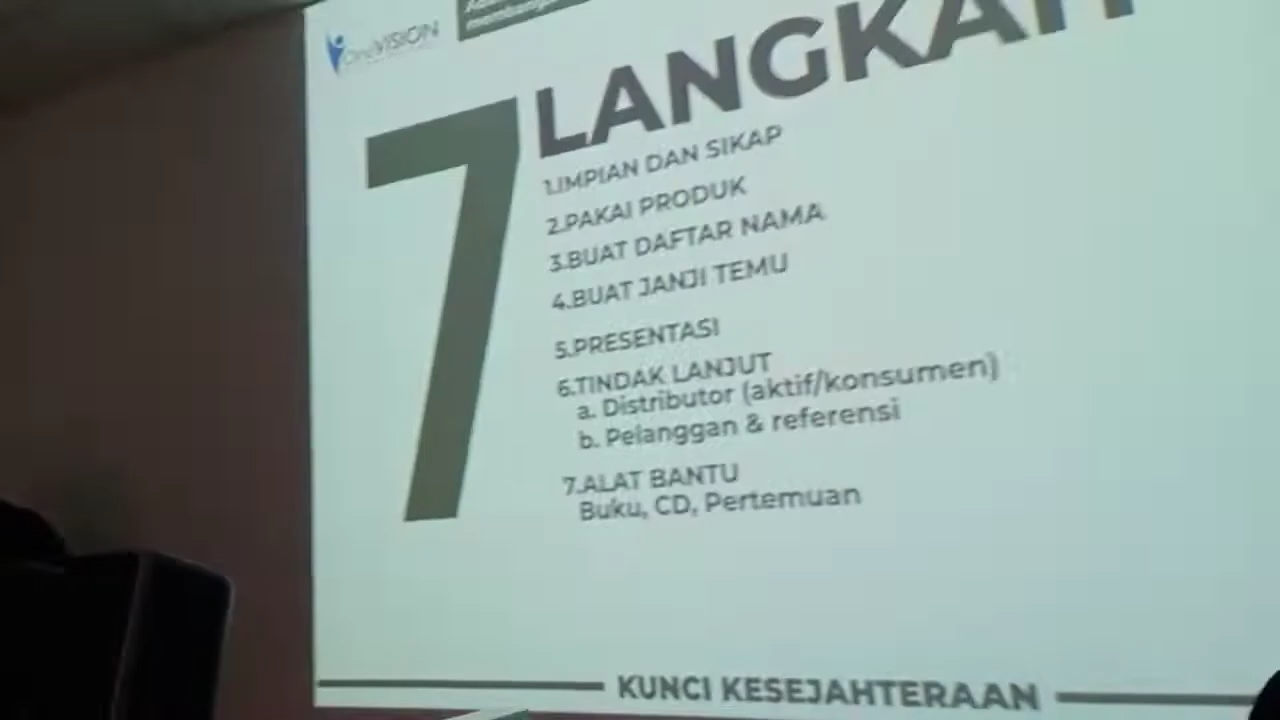 OneVISION
membangun
7 LANGKAH
1.IMPIAN DAN SIKAP
2.PAKAI PRODUK
3.BUAT DAFTAR NAMA
4.BUAT JANJI TEMU
5.PRESENTASI
6.TINDAK LANJUT
a. Distributor (aktif/konsumen)
b. Pelanggan & referensi
7.ALAT BANTU
Buku, CD, Pertemuan
KUNCI KESEJAHTERAAN